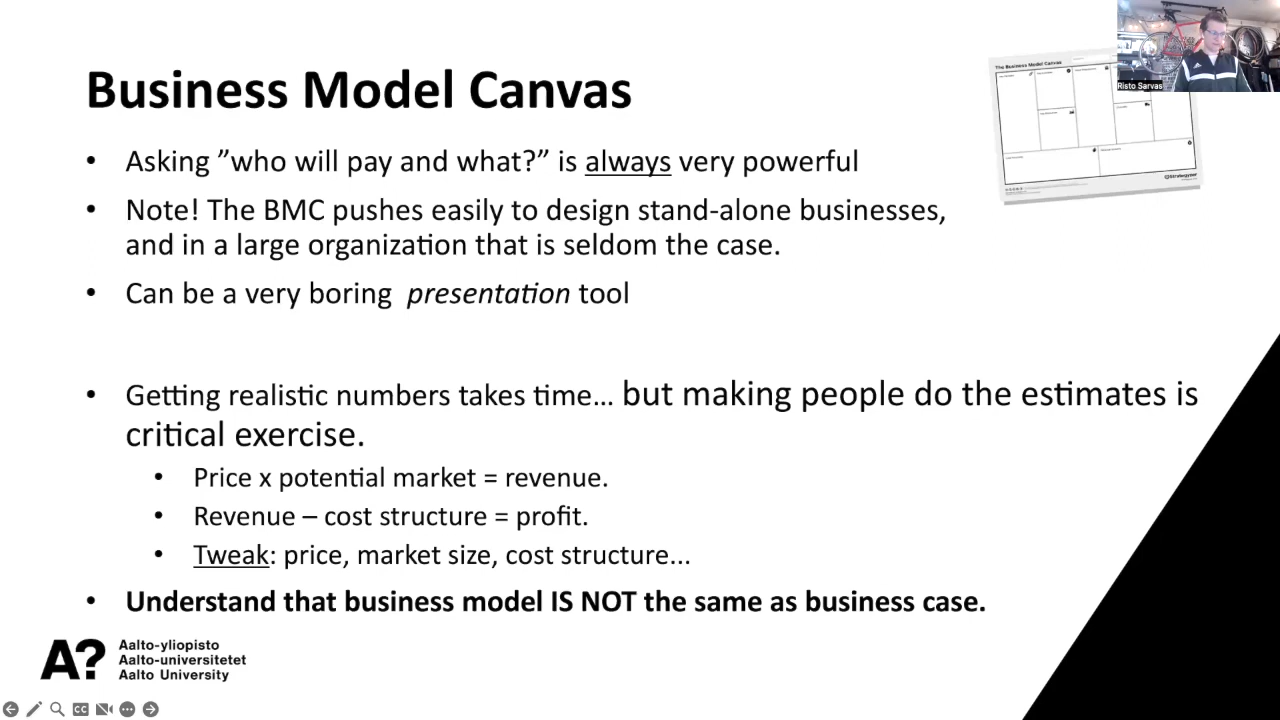 Business Model Canvas
The Business Model Canvas
Risto Sarvas
• Asking ”who will pay and what?” is always very powerful
• Note! The BMC pushes easily to design stand-alone businesses,
and in a large organization that is seldom the case.
• Can be a very boring presentation tool
• Getting realistic numbers takes time... but making people do the estimates is
critical exercise.
• Price x potential market = revenue.
• Revenue – cost structure = profit.
• Tweak: price, market size, cost structure...
• Understand that business model IS NOT the same as business case.
A?
Aalto-yliopisto
Aalto-universitetet
Aalto University
CC